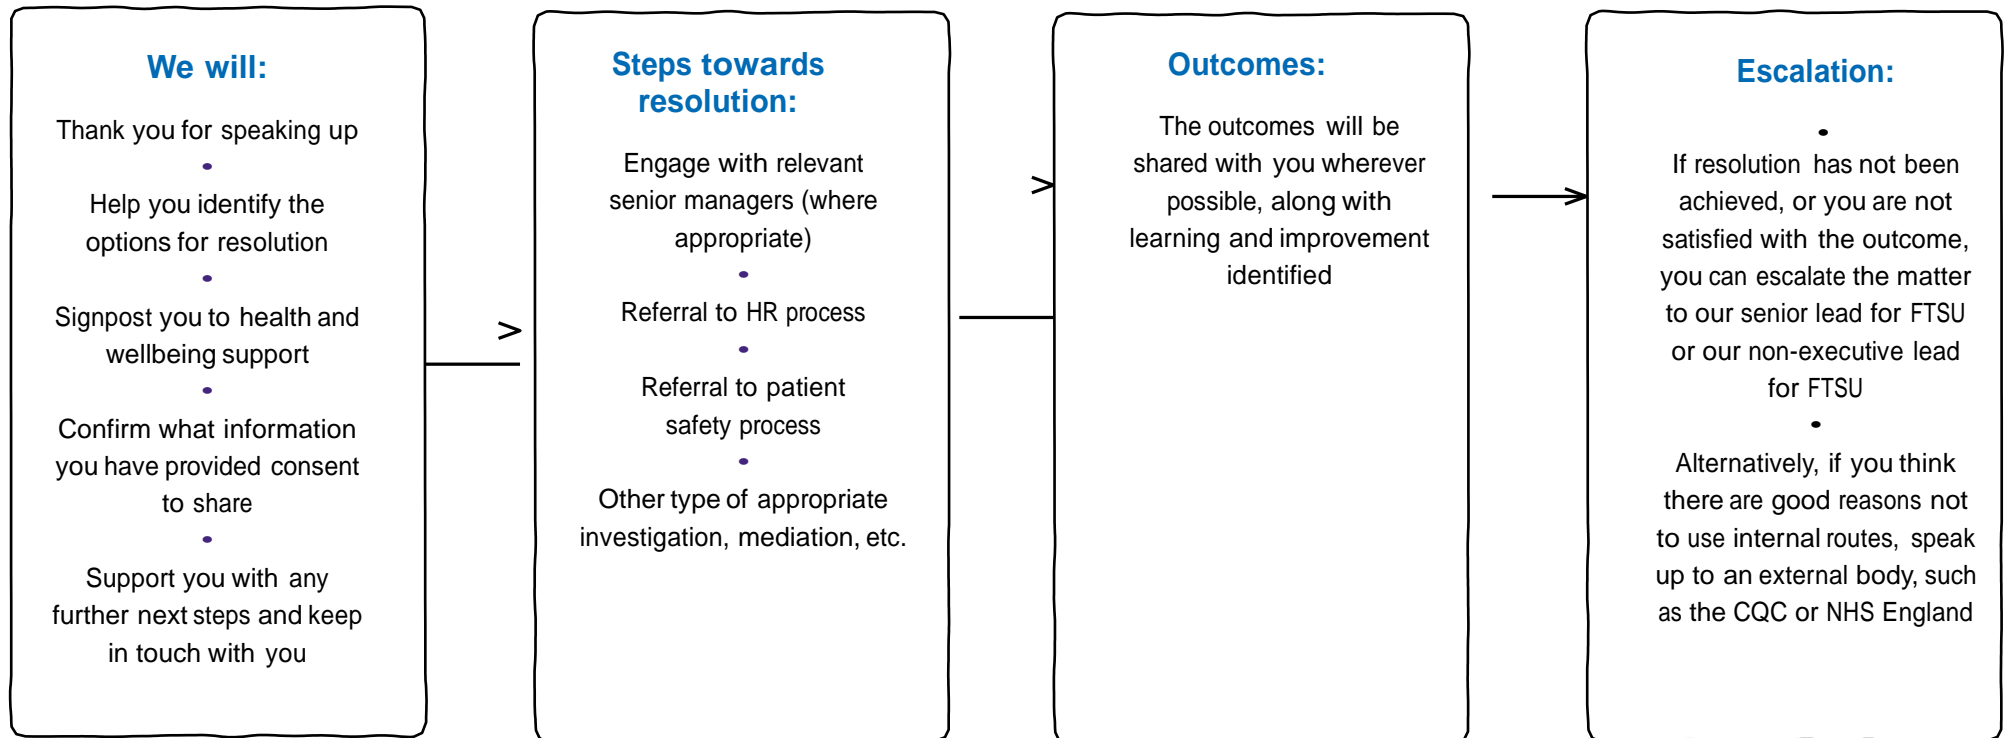 We will:
Thank you for speaking up
•
Help you identify the
options for resolution
•
Signpost you to health and
wellbeing support
•
Confirm what information
you have provided consent
to share
•
Support you with any
further next steps and keep
in touch with you
Steps towards
resolution:
Engage with relevant
senior managers (where
appropriate)
•
Referral to HR process
•
Referral to patient
safety process
•
Other type of appropriate
investigation, mediation, etc.
Outcomes:
The outcomes will be
shared with you wherever
possible, along with
learning and improvement
identified
Escalation:
•
If resolution has not been
achieved, or you are not
satisfied with the outcome,
you can escalate the matter
to our senior lead for FTSU
or our non-executive lead
for FTSU
•
Alternatively, if you think
there are good reasons not
to use internal routes, speak
up to an external body, such
as the CQC or NHS England